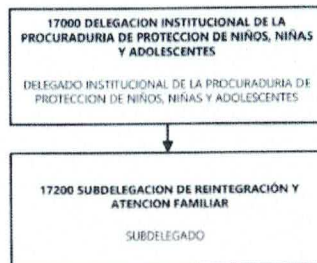 17000 DELEGACION INSTITUCIONAL DE LA
PROCURADURIA DE PROTECCION DE NIÑOS, NIÑAS
Y ADOLESCENTES
DELEGADO INSTITUCIONAL DE LA PROCURADURIA DE
PROTECCION DE NIÑOS, NIÑAS Y ADOLESCENTES
17200 SUBDELEGACION DE REINTEGRACIÓN Y
ATENCION FAMILIAR
SUBDELEGADO